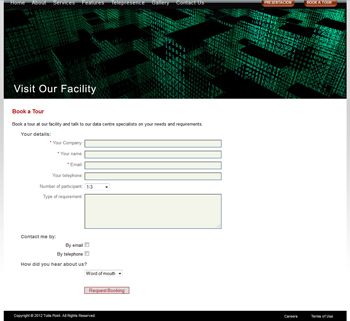 Home About Services Features Telepresence Gallery Contact Us PRESENTACION BOOK A TOUR
Visit Our Facility
Book a Tour
Book a tour at our facility and talk to our data centre specialists on your needs and requirements.
Your details:
* Your Company:
* Your name:
* Email:
Your telephone:
Number of participant: 1-3
Type of requirement:
Contact me by:
By email
By telephone
How did you hear about us?
Word of mouth
Request Booking
Copyright © 2012 Tulis Point. All Rights Reserved. Careers Terms of Use